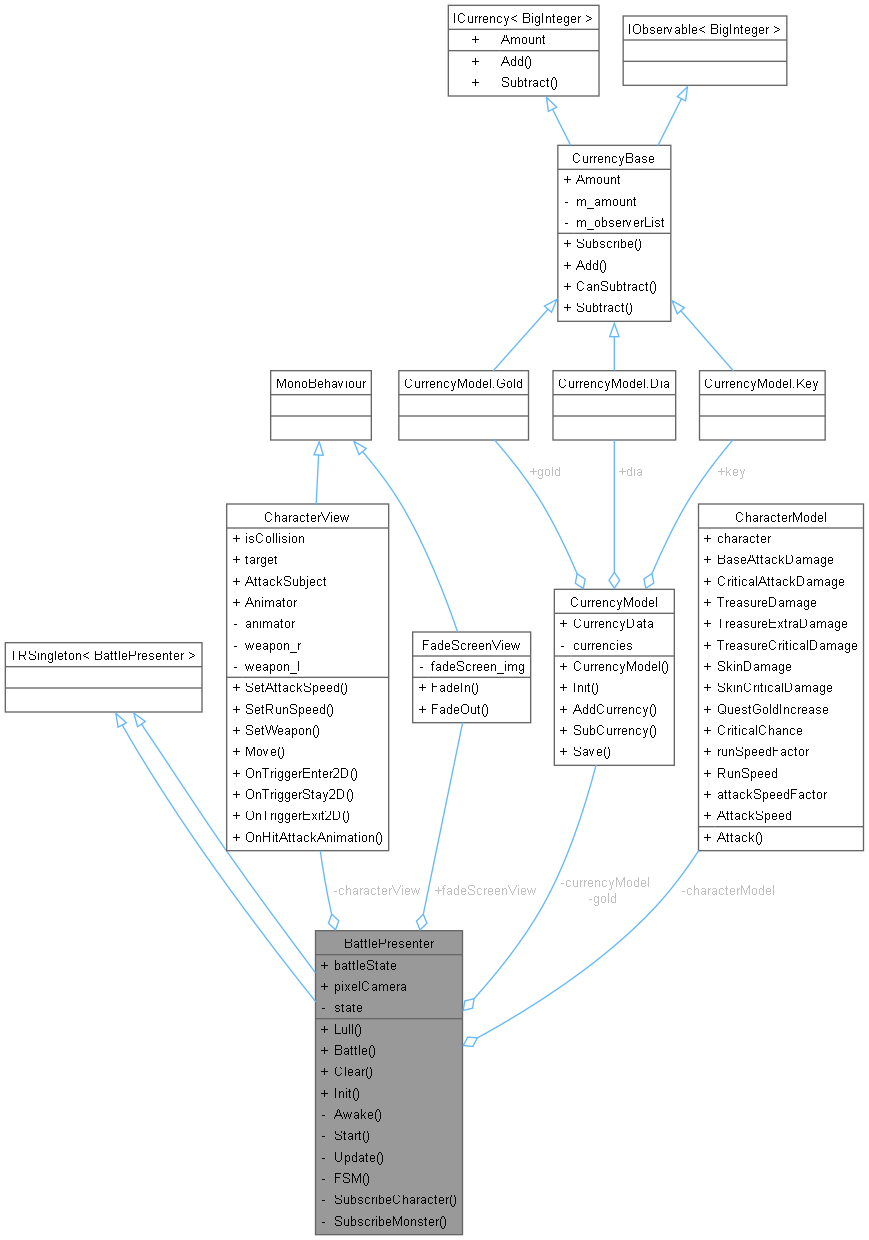 ICurrency< BigInteger >
+ Amount
+ Add()
+ Subtract()
IObservable< BigInteger >
CurrencyBase
+ Amount
- m_amount
- m_observerList
+ Subscribe()
+ Add()
+ CanSubtract()
+ Subtract()
MonoBehaviour
CurrencyModel.Gold
CurrencyModel.Dia
CurrencyModel.Key
+gold
+dia
+key
CharacterView
+ isCollision
+ target
+ AttackSubject
+ Animator
- animator
- weapon_r
- weapon_l
+ SetAttackSpeed()
+ SetRunSpeed()
+ SetWeapon()
+ Move()
+ OnTriggerEnter2D()
+ OnTriggerStay2D()
+ OnTriggerExit2D()
+ OnHitAttackAnimation()
CharacterModel
+ character
+ BaseAttackDamage
+ CriticalAttackDamage
+ TreasureDamage
+ TreasureExtraDamage
+ TreasureCriticalDamage
+ SkinDamage
+ SkinCriticalDamage
+ QuestGoldIncrease
+ CriticalChance
+ runSpeedFactor
+ RunSpeed
+ attackSpeedFactor
+ AttackSpeed
+ Attack()
CurrencyModel
+ CurrencyData
- currencies
+ CurrencyModel()
+ Init()
+ AddCurrency()
+ SubCurrency()
+ Save()
FadeScreenView
- fadeScreen_img
+ FadeIn()
+ FadeOut()
TRSingleton< BattlePresenter >
-characterView
+fadeScreenView
-currencyModel
-gold
-characterModel
BattlePresenter
+ battleState
+ pixelCamera
- state
+ Lull()
+ Battle()
+ Clear()
+ Init()
- Awake()
- Start()
- Update()
- FSM()
- SubscribeCharacter()
- SubscribeMonster()